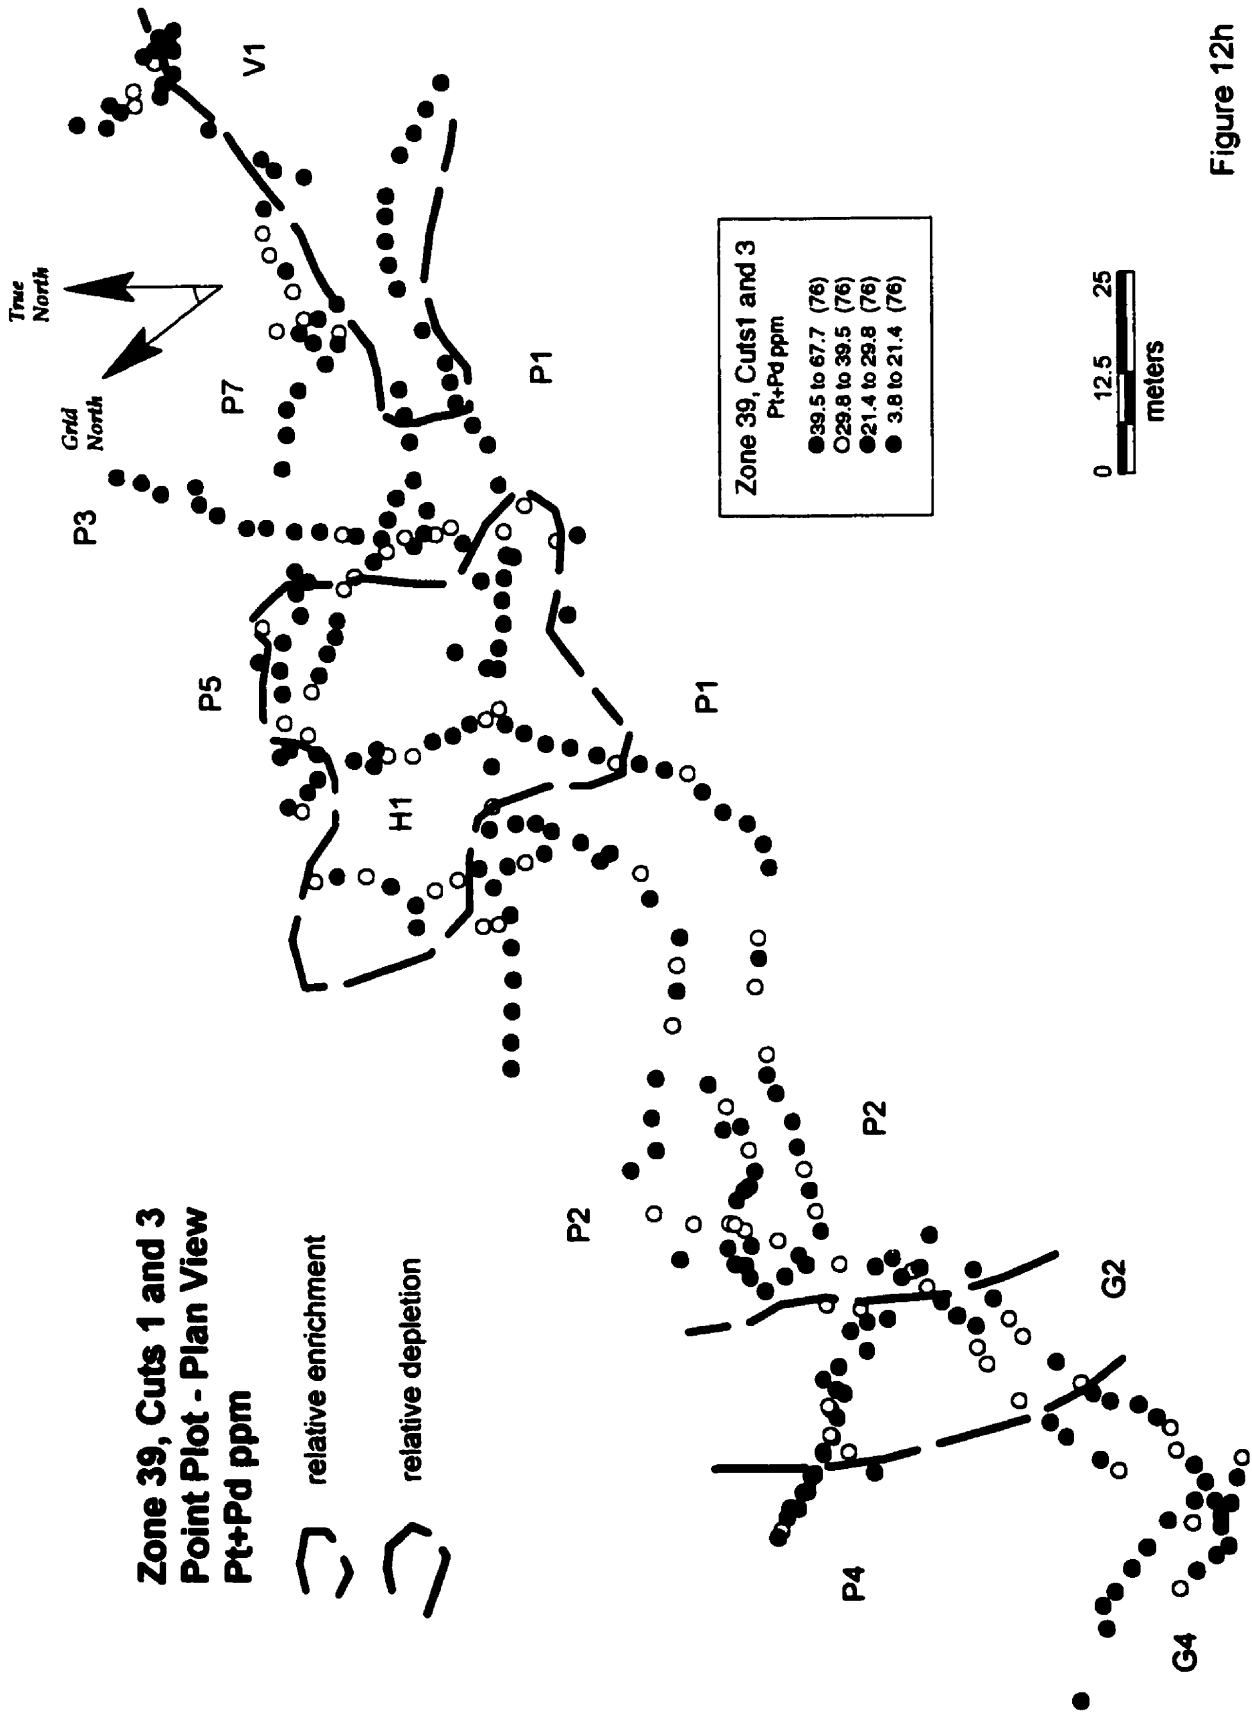 Zone 39, Cuts 1 and 3
Point Plot - Plan View
Pt+Pd ppm
relative enrichment
relative depletion
True
North
Grid
North
V1
P7
P1
P3
P5
H1
P1
P2
P2
G2
P4
G4
Zone 39, Cuts1 and 3
Pt+Pd ppm
39.5 to 67.7 (76)
29.8 to 39.5 (76)
21.4 to 29.8 (76)
3.8 to 21.4 (76)
0 12.5 25
meters
Figure 12h